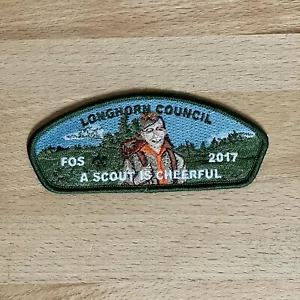 LONGHORN COUNCIL
FOS 2017
A SCOUT IS CHEERFUL